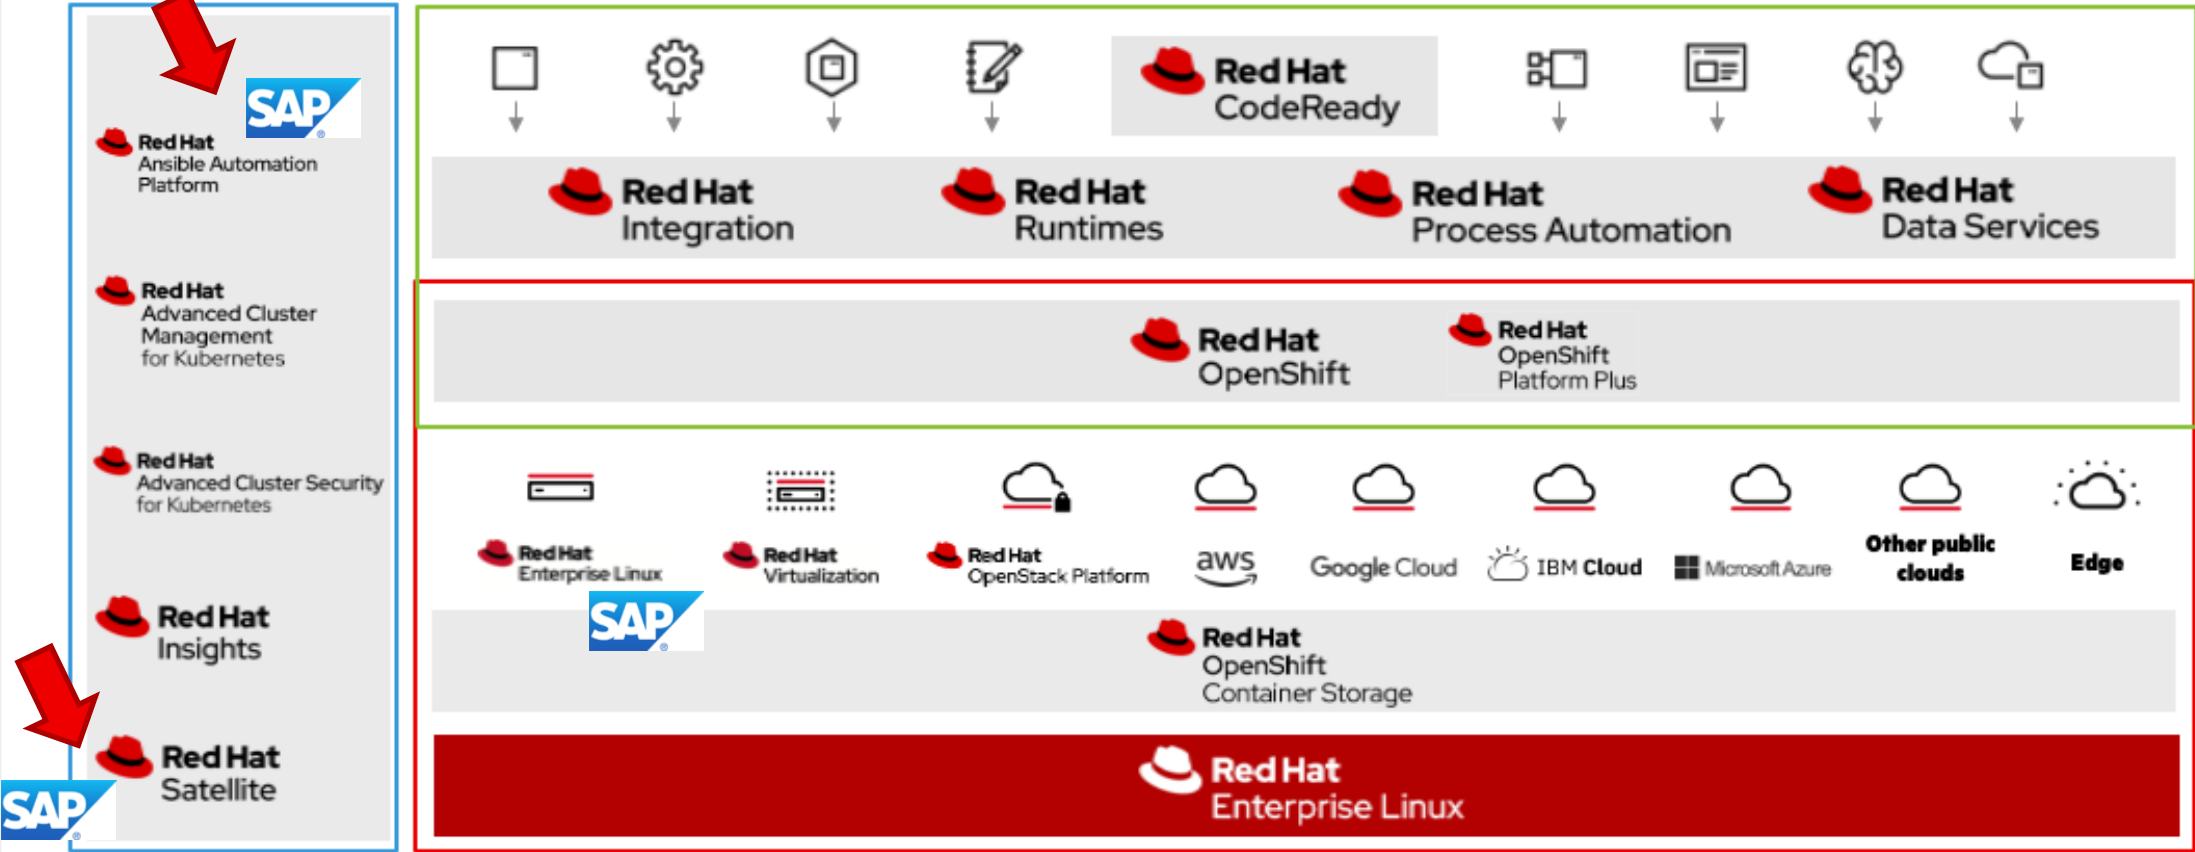 SAP
Red Hat
Ansible Automation
Platform
Red Hat
Advanced Cluster
Management
for Kubernetes
Red Hat
Advanced Cluster Security
for Kubernetes
Red Hat
Insights
Red Hat
Satellite
SAP
Red Hat
CodeReady
Red Hat
Integration
Red Hat
Runtimes
Red Hat
Process Automation
Red Hat
Data Services
Red Hat
OpenShift
Red Hat
OpenShift
Platform Plus
Red Hat
Enterprise Linux
Red Hat
Virtualization
Red Hat
OpenStack Platform
aws
Google Cloud
IBM Cloud
Microsoft Azure
Other public
clouds
Edge
SAP
Red Hat
OpenShift
Container Storage
Red Hat
Enterprise Linux